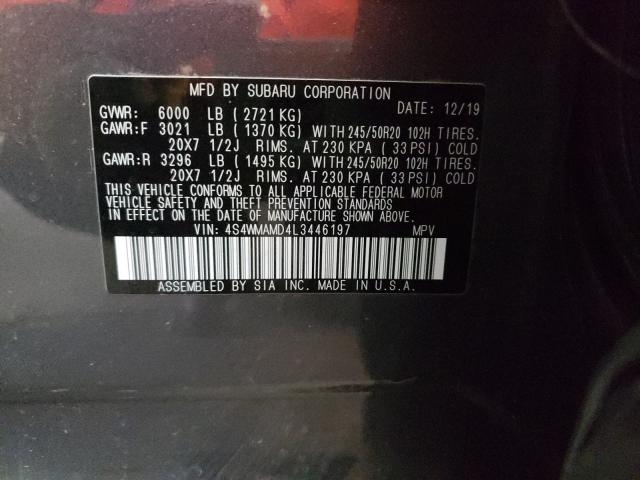 MFD BY SUBARU CORPORATION
DATE: 12/19
GVWR: 6000 LB (2721 KG)
GAWR:F 3021 LB (1370 KG) WITH 245/50R20 102H TIRES.
20X7 1/2J RIMS. AT 230 KPA (33 PSI) COLD
GAWR:R 3296 LB (1495 KG) WITH 245/50R20 102H TIRES.
20X7 1/2J RIMS. AT 230 KPA (33 PSI) COLD
THIS VEHICLE CONFORMS TO ALL APPLICABLE FEDERAL MOTOR
VEHICLE SAFETY AND THEFT PREVENTION STANDARDS
IN EFFECT ON THE DATE OF MANUFACTURE SHOWN ABOVE.
VIN: 4S4WMAMD4L3446197 MPV
ASSEMBLED BY SIA INC. MADE IN U.S.A.